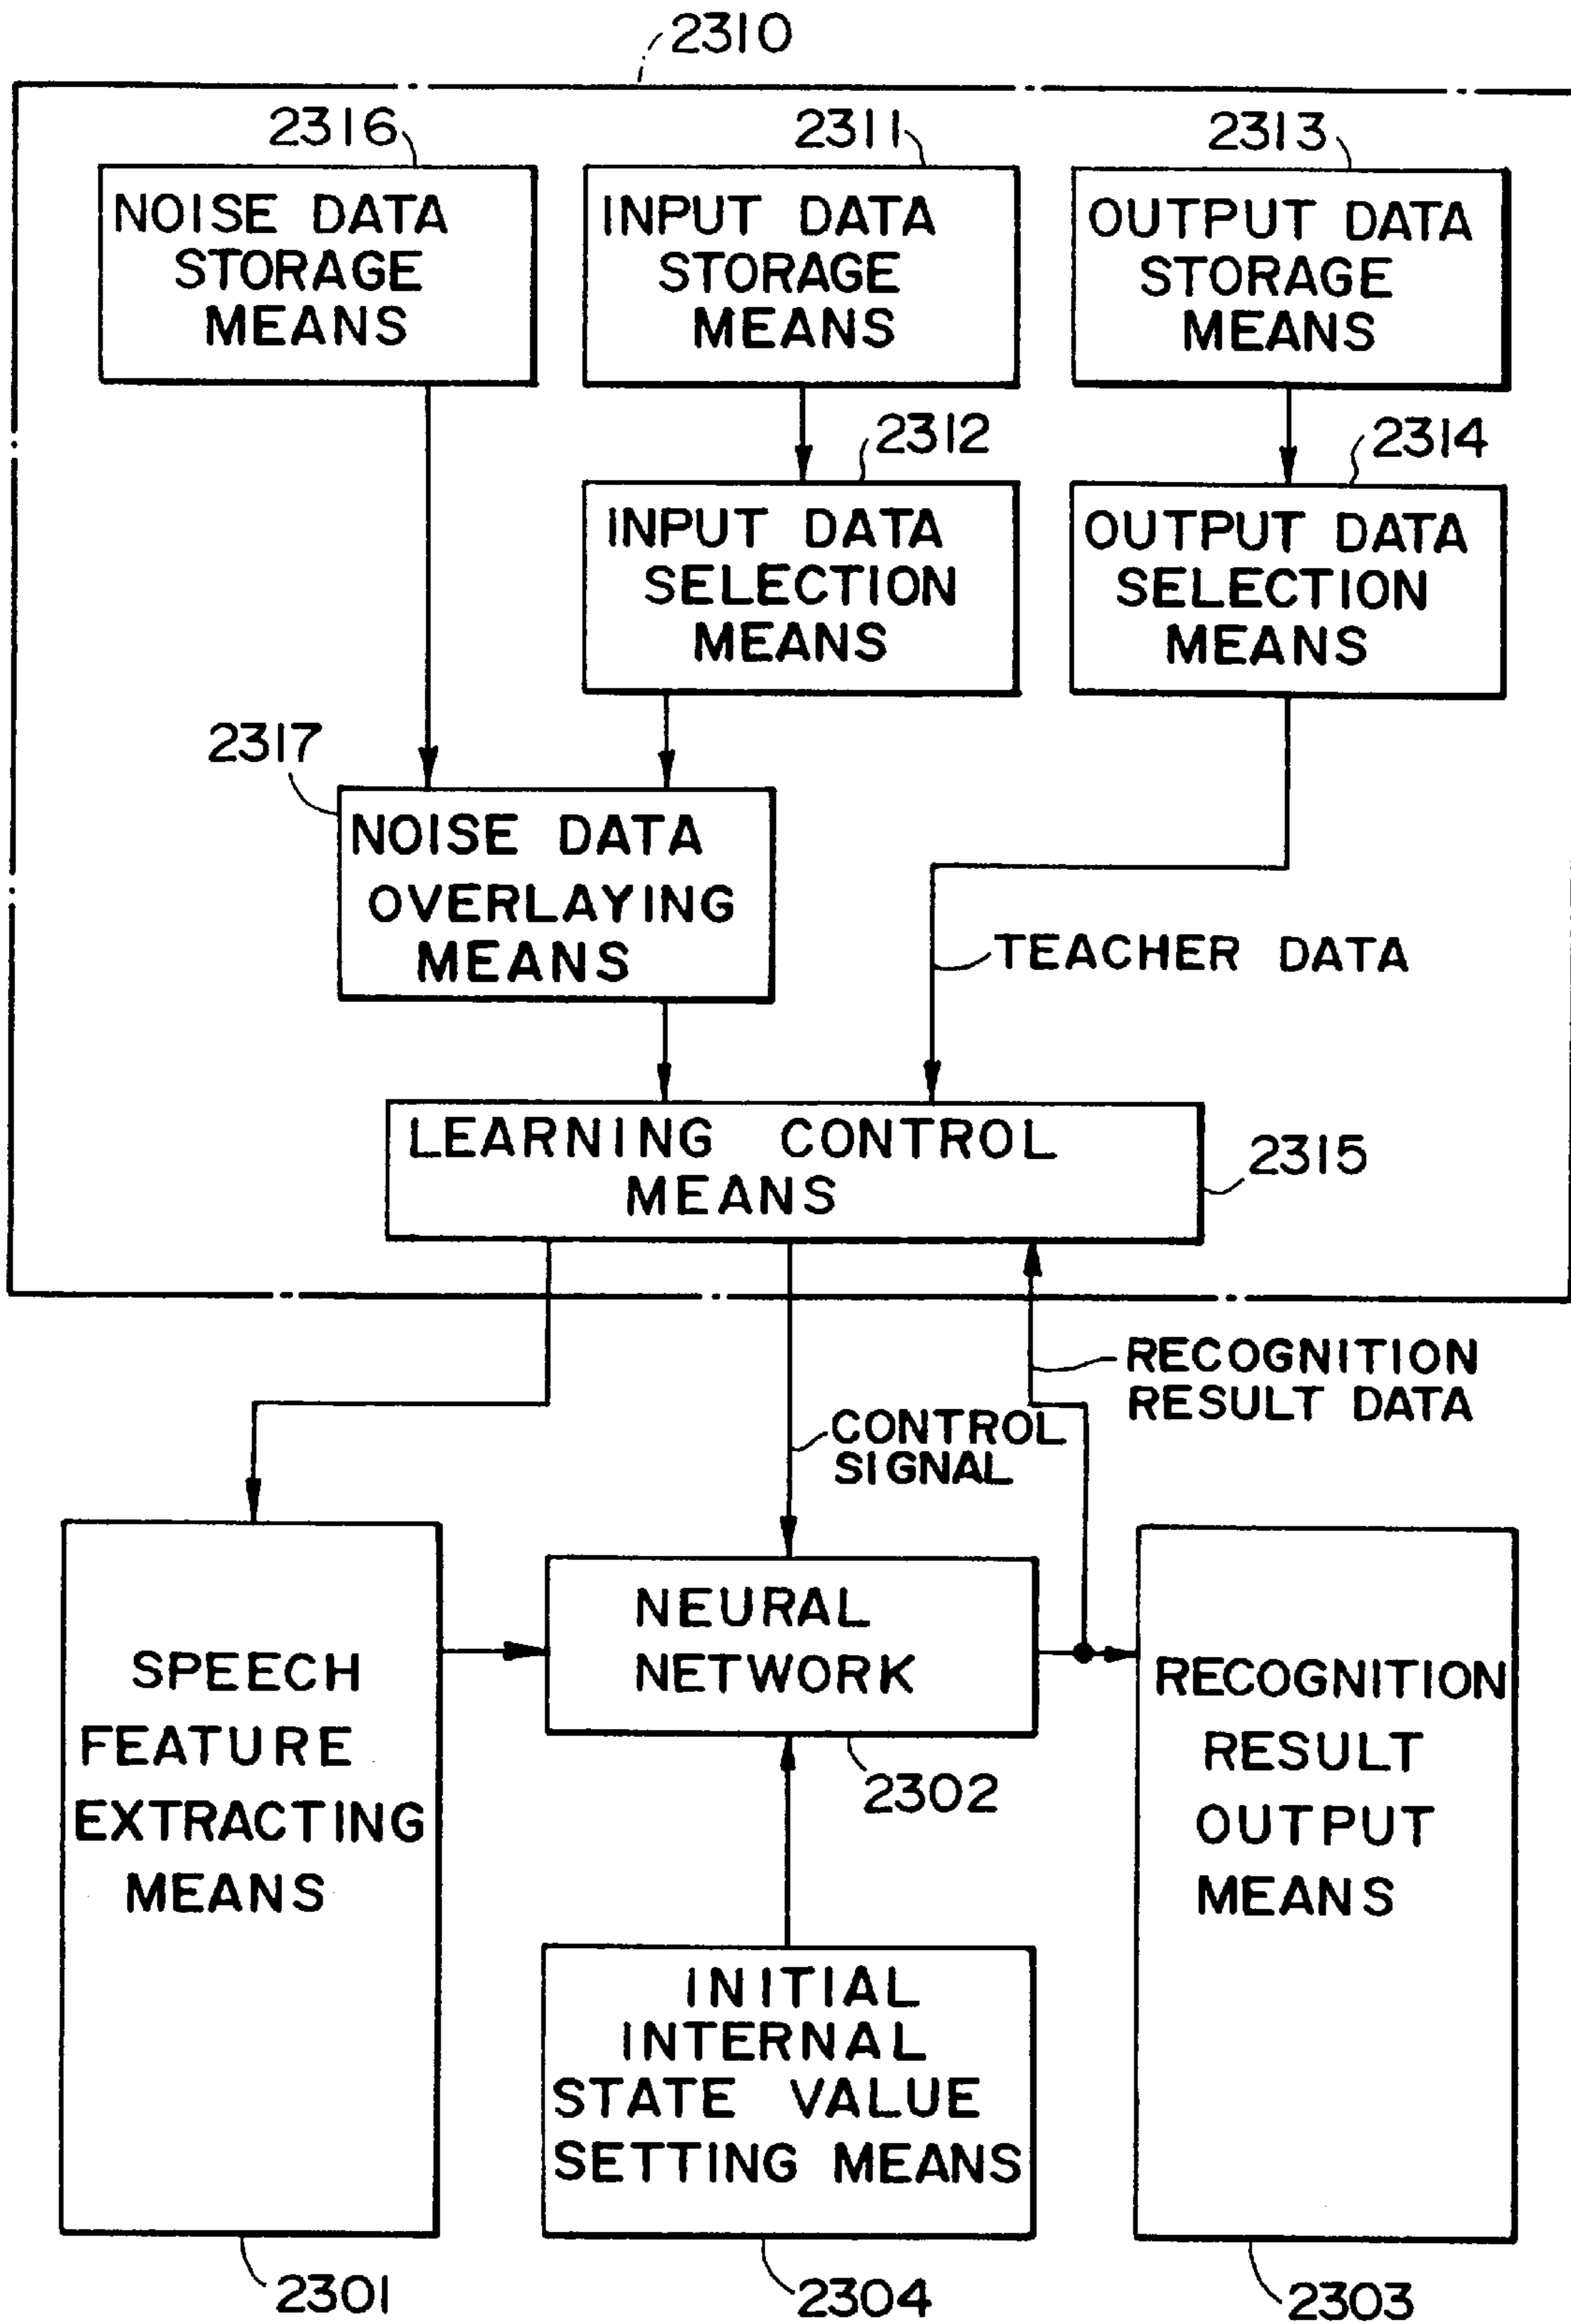 2310
2316
2311
2313
NOISE DATA
STORAGE
MEANS
INPUT DATA
STORAGE
MEANS
OUTPUT DATA
STORAGE
MEANS
2312
2314
INPUT DATA
SELECTION
MEANS
OUTPUT DATA
SELECTION
MEANS
2317
NOISE DATA
OVERLAYING
MEANS
TEACHER DATA
LEARNING CONTROL
MEANS
2315
RECOGNITION
RESULT DATA
CONTROL
SIGNAL
SPEECH
FEATURE
EXTRACTING
MEANS
NEURAL
NETWORK
2302
RECOGNITION
RESULT
OUTPUT
MEANS
INITIAL
INTERNAL
STATE VALUE
SETTING MEANS
2301
2304
2303